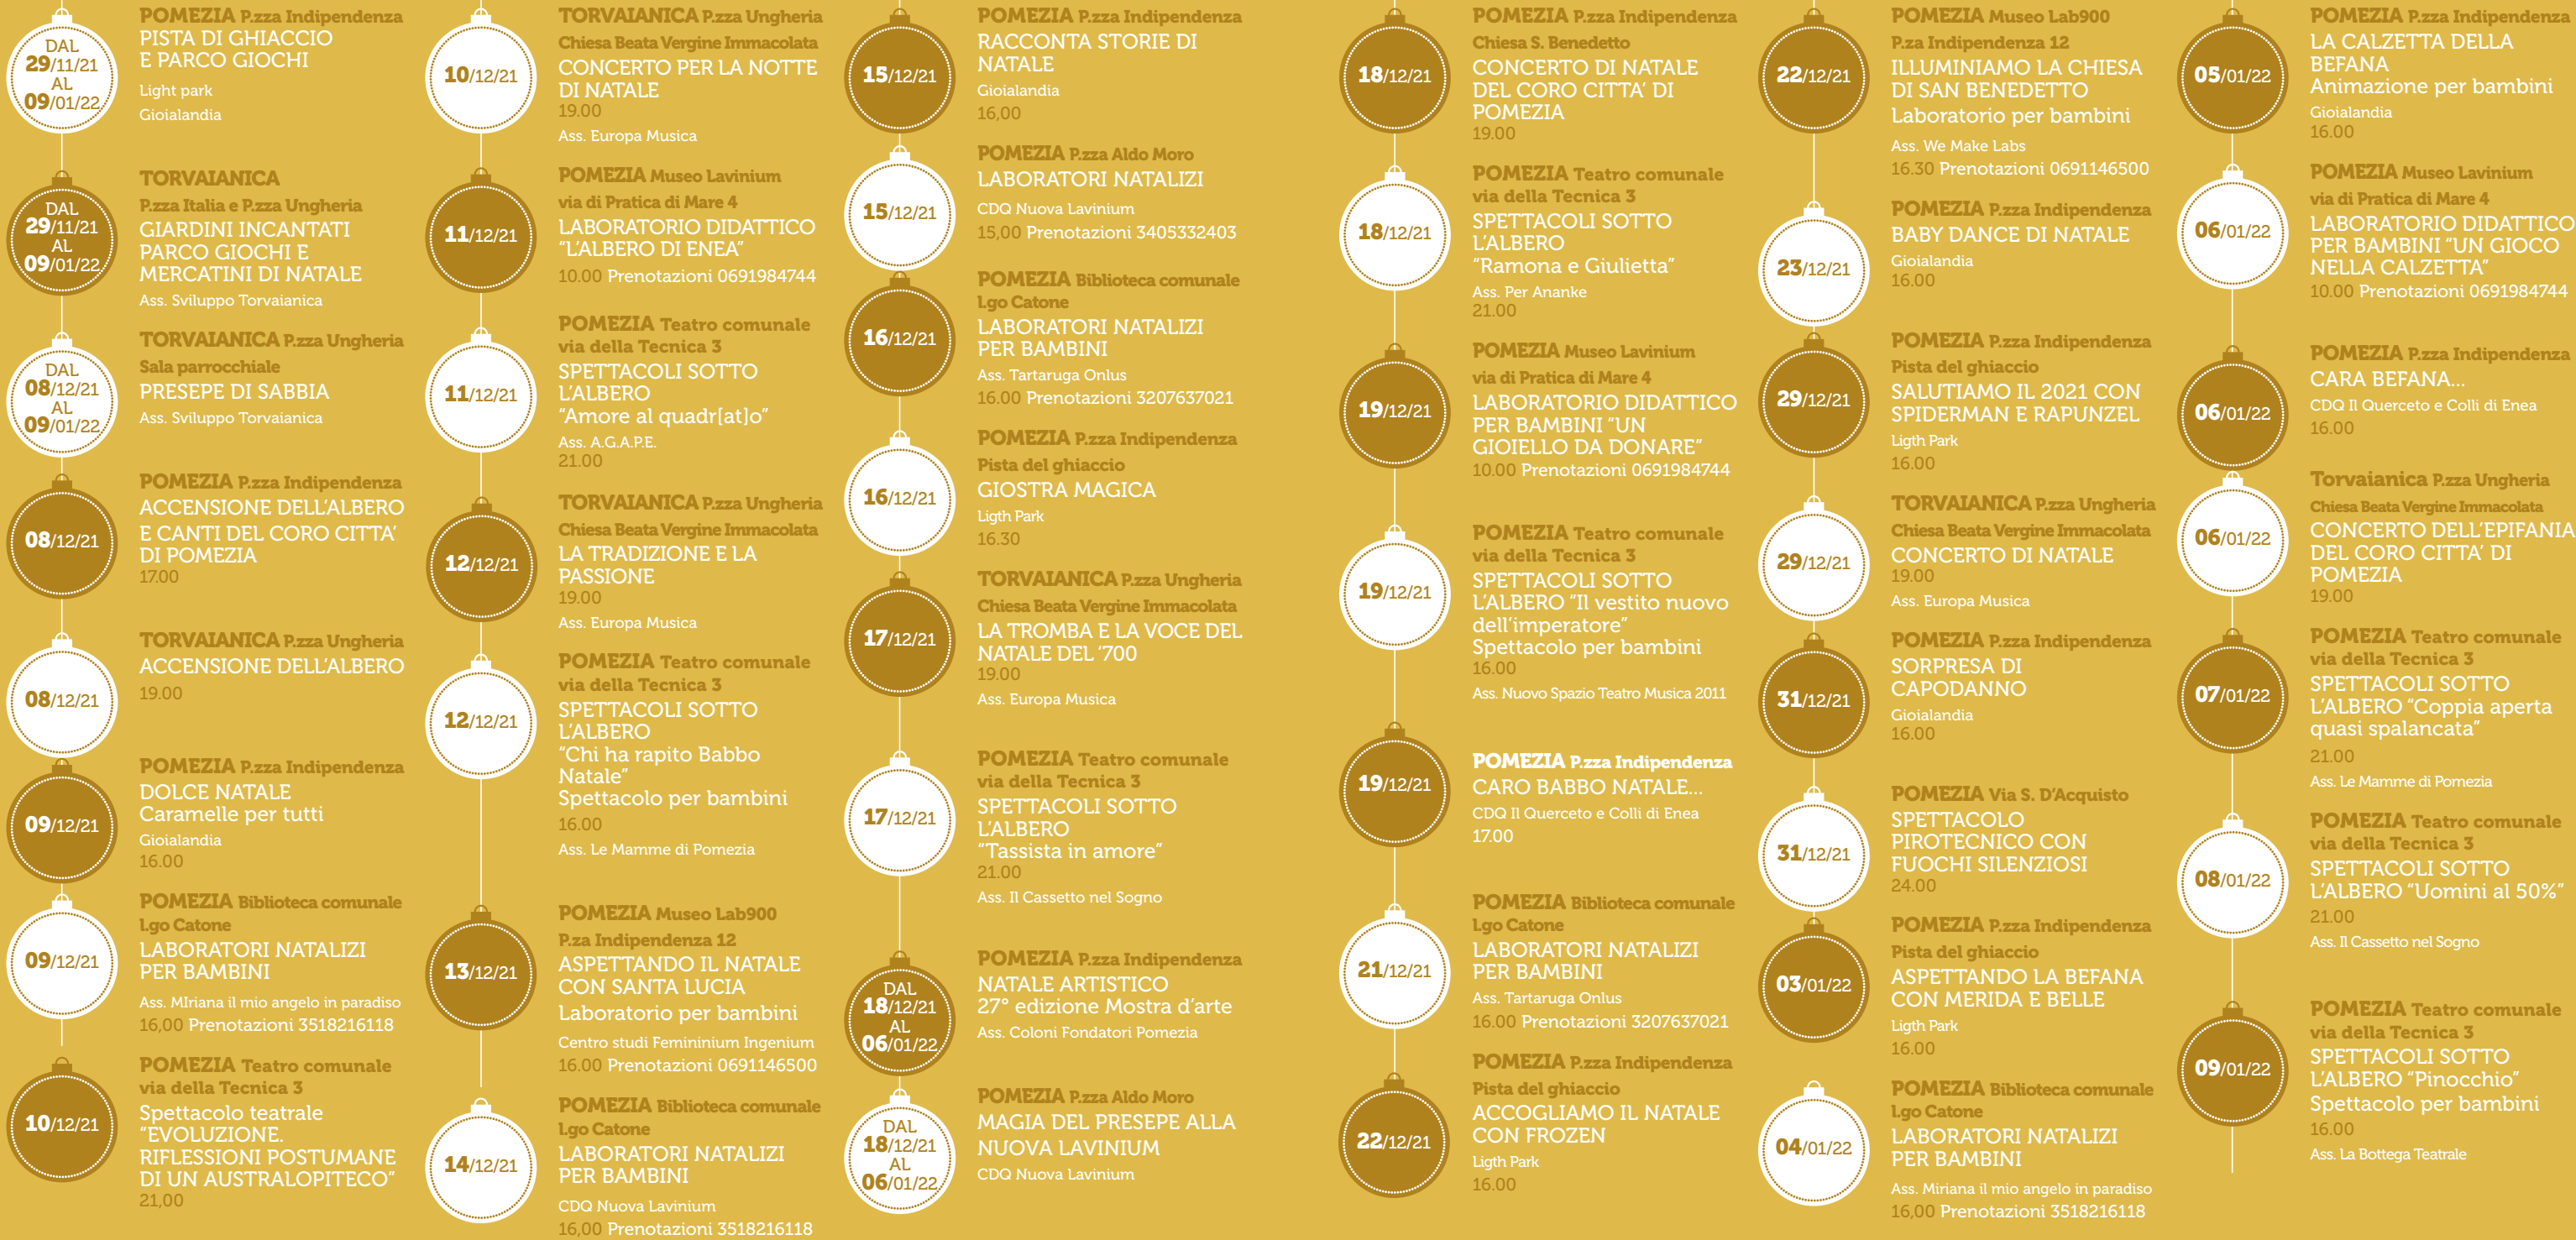 DAL
29/11/21
AL
09/01/22
POMEZIA P.zza Indipendenza
PISTA DI GHIACCIO
E PARCO GIOCHI
Light park
Gioialandia
DAL
29/11/21
AL
09/01/22
TORVAIANICA
P.zza Italia e P.zza Ungheria
GIARDINI INCANTATI
PARCO GIOCHI E
MERCATINI DI NATALE
Ass. Sviluppo Torvaianica
DAL
08/12/21
AL
09/01/22
TORVAIANICA P.zza Ungheria
Sala parrocchiale
PRESEPE DI SABBIA
Ass. Sviluppo Torvaianica
08/12/21
POMEZIA P.zza Indipendenza
ACCENSIONE DELL’ALBERO
E CANTI DEL CORO CITTA’
DI POMEZIA
17.00
08/12/21
TORVAIANICA P.zza Ungheria
ACCENSIONE DELL’ALBERO
19.00
09/12/21
POMEZIA P.zza Indipendenza
DOLCE NATALE
Caramelle per tutti
Gioialandia
16.00
09/12/21
POMEZIA Biblioteca comunale
l.go Catone
LABORATORI NATALIZI
PER BAMBINI
Ass. MIriana il mio angelo in paradiso
16,00 Prenotazioni 3518216118
10/12/21
POMEZIA Teatro comunale
via della Tecnica 3
Spettacolo teatrale
“EVOLUZIONE.
RIFLESSIONI POSTUMANE
DI UN AUSTRALOPITECO”
21,00
10/12/21
TORVAIANICA P.zza Ungheria
Chiesa Beata Vergine Immacolata
CONCERTO PER LA NOTTE
DI NATALE
19.00
Ass. Europa Musica
11/12/21
POMEZIA Museo Lavinium
via di Pratica di Mare 4
LABORATORIO DIDATTICO
“L’ALBERO DI ENEA”
10.00 Prenotazioni 0691984744
11/12/21
POMEZIA Teatro comunale
via della Tecnica 3
SPETTACOLI SOTTO
L’ALBERO
“Amore al quadr[at]o”
Ass. A.G.A.P.E.
21.00
12/12/21
TORVAIANICA P.zza Ungheria
Chiesa Beata Vergine Immacolata
LA TRADIZIONE E LA
PASSIONE
19.00
Ass. Europa Musica
12/12/21
POMEZIA Teatro comunale
via della Tecnica 3
SPETTACOLI SOTTO
L’ALBERO
“Chi ha rapito Babbo
Natale”
Spettacolo per bambini
16.00
Ass. Le Mamme di Pomezia
13/12/21
POMEZIA Museo Lab900
P.za Indipendenza 12
ASPETTANDO IL NATALE
CON SANTA LUCIA
Laboratorio per bambini
Centro studi Femininium Ingenium
16.00 Prenotazioni 0691146500
14/12/21
POMEZIA Biblioteca comunale
l.go Catone
LABORATORI NATALIZI
PER BAMBINI
CDQ Nuova Lavinium
16,00 Prenotazioni 3518216118
15/12/21
POMEZIA P.zza Indipendenza
RACCONTA STORIE DI
NATALE
Gioialandia
16,00
15/12/21
POMEZIA P.zza Aldo Moro
LABORATORI NATALIZI
CDQ Nuova Lavinium
15,00 Prenotazioni 3405332403
16/12/21
POMEZIA Biblioteca comunale
l.go Catone
LABORATORI NATALIZI
PER BAMBINI
Ass. Tartaruga Onlus
16.00 Prenotazioni 3207637021
16/12/21
POMEZIA P.zza Indipendenza
Pista del ghiaccio
GIOSTRA MAGICA
Ligth Park
16.30
17/12/21
TORVAIANICA P.zza Ungheria
Chiesa Beata Vergine Immacolata
LA TROMBA E LA VOCE DEL
NATALE DEL ’700
19.00
Ass. Europa Musica
17/12/21
POMEZIA Teatro comunale
via della Tecnica 3
SPETTACOLI SOTTO
L’ALBERO
“Tassista in amore”
21.00
Ass. Il Cassetto nel Sogno
DAL
18/12/21
AL
06/01/22
POMEZIA P.zza Indipendenza
NATALE ARTISTICO
27° edizione Mostra d’arte
Ass. Coloni Fondatori Pomezia
DAL
18/12/21
AL
06/01/22
POMEZIA P.zza Aldo Moro
MAGIA DEL PRESEPE ALLA
NUOVA LAVINIUM
CDQ Nuova Lavinium
18/12/21
POMEZIA P.zza Indipendenza
Chiesa S. Benedetto
CONCERTO DI NATALE
DEL CORO CITTA’ DI
POMEZIA
19.00
18/12/21
POMEZIA Teatro comunale
via della Tecnica 3
SPETTACOLI SOTTO
L’ALBERO
“Ramona e Giulietta”
Ass. Per Ananke
21.00
19/12/21
POMEZIA Museo Lavinium
via di Pratica di Mare 4
LABORATORIO DIDATTICO
PER BAMBINI “UN
GIOIELLO DA DONARE”
10.00 Prenotazioni 0691984744
19/12/21
POMEZIA Teatro comunale
via della Tecnica 3
SPETTACOLI SOTTO
L’ALBERO “Il vestito nuovo
dell’imperatore”
Spettacolo per bambini
16.00
Ass. Nuovo Spazio Teatro Musica 2011
19/12/21
POMEZIA P.zza Indipendenza
CARO BABBO NATALE...
CDQ Il Querceto e Colli di Enea
17.00
21/12/21
POMEZIA Biblioteca comunale
l.go Catone
LABORATORI NATALIZI
PER BAMBINI
Ass. Tartaruga Onlus
16.00 Prenotazioni 3207637021
22/12/21
POMEZIA P.zza Indipendenza
Pista del ghiaccio
ACCOGLIAMO IL NATALE
CON FROZEN
Ligth Park
16.00
22/12/21
POMEZIA Museo Lab900
P.za Indipendenza 12
ILLUMINIAMO LA CHIESA
DI SAN BENEDETTO
Laboratorio per bambini
Ass. We Make Labs
16.30 Prenotazioni 0691146500
23/12/21
POMEZIA P.zza Indipendenza
BABY DANCE DI NATALE
Gioialandia
16.00
29/12/21
POMEZIA P.zza Indipendenza
Pista del ghiaccio
SALUTIAMO IL 2021 CON
SPIDERMAN E RAPUNZEL
Ligth Park
16.00
29/12/21
TORVAIANICA P.zza Ungheria
Chiesa Beata Vergine Immacolata
CONCERTO DI NATALE
19.00
Ass. Europa Musica
31/12/21
POMEZIA P.zza Indipendenza
SORPRESA DI
CAPODANNO
Gioialandia
16.00
31/12/21
POMEZIA Via S. D’Acquisto
SPETTACOLO
PIROTECNICO CON
FUOCHI SILENZIOSI
24.00
03/01/22
POMEZIA P.zza Indipendenza
Pista del ghiaccio
ASPETTANDO LA BEFANA
CON MERIDA E BELLE
Ligth Park
16.00
04/01/22
POMEZIA Biblioteca comunale
l.go Catone
LABORATORI NATALIZI
PER BAMBINI
Ass. Miriana il mio angelo in paradiso
16,00 Prenotazioni 3518216118
05/01/22
POMEZIA P.zza Indipendenza
LA CALZETTA DELLA
BEFANA
Animazione per bambini
Gioialandia
16.00
06/01/22
POMEZIA Museo Lavinium
via di Pratica di Mare 4
LABORATORIO DIDATTICO
PER BAMBINI “UN GIOCO
NELLA CALZETTA”
10.00 Prenotazioni 0691984744
06/01/22
POMEZIA P.zza Indipendenza
CARA BEFANA...
CDQ Il Querceto e Colli di Enea
16.00
06/01/22
Torvaianica P.zza Ungheria
Chiesa Beata Vergine Immacolata
CONCERTO DELL’EPIFANIA
DEL CORO CITTA’ DI
POMEZIA
19.00
07/01/22
POMEZIA Teatro comunale
via della Tecnica 3
SPETTACOLI SOTTO
L’ALBERO “Coppia aperta
quasi spalancata”
21.00
Ass. Le Mamme di Pomezia
08/01/22
POMEZIA Teatro comunale
via della Tecnica 3
SPETTACOLI SOTTO
L’ALBERO “Uomini al 50%”
21.00
Ass. Il Cassetto nel Sogno
09/01/22
POMEZIA Teatro comunale
via della Tecnica 3
SPETTACOLI SOTTO
L’ALBERO “Pinocchio”
Spettacolo per bambini
16.00
Ass. La Bottega Teatrale